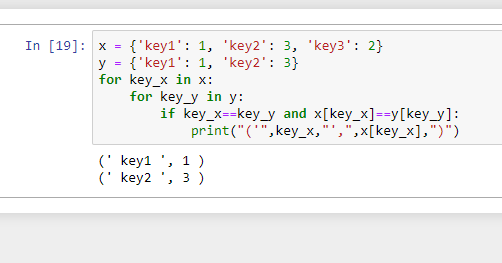 In [19]: x = {'key1': 1, 'key2': 3, 'key3': 2}
y = {'key1': 1, 'key2': 3}
for key_x in x:
    for key_y in y:
        if key_x==key_y and x[key_x]==y[key_y]:
            print("('",key_x,"',",x[key_x],")")
(' key1 ', 1 )
(' key2 ', 3 )